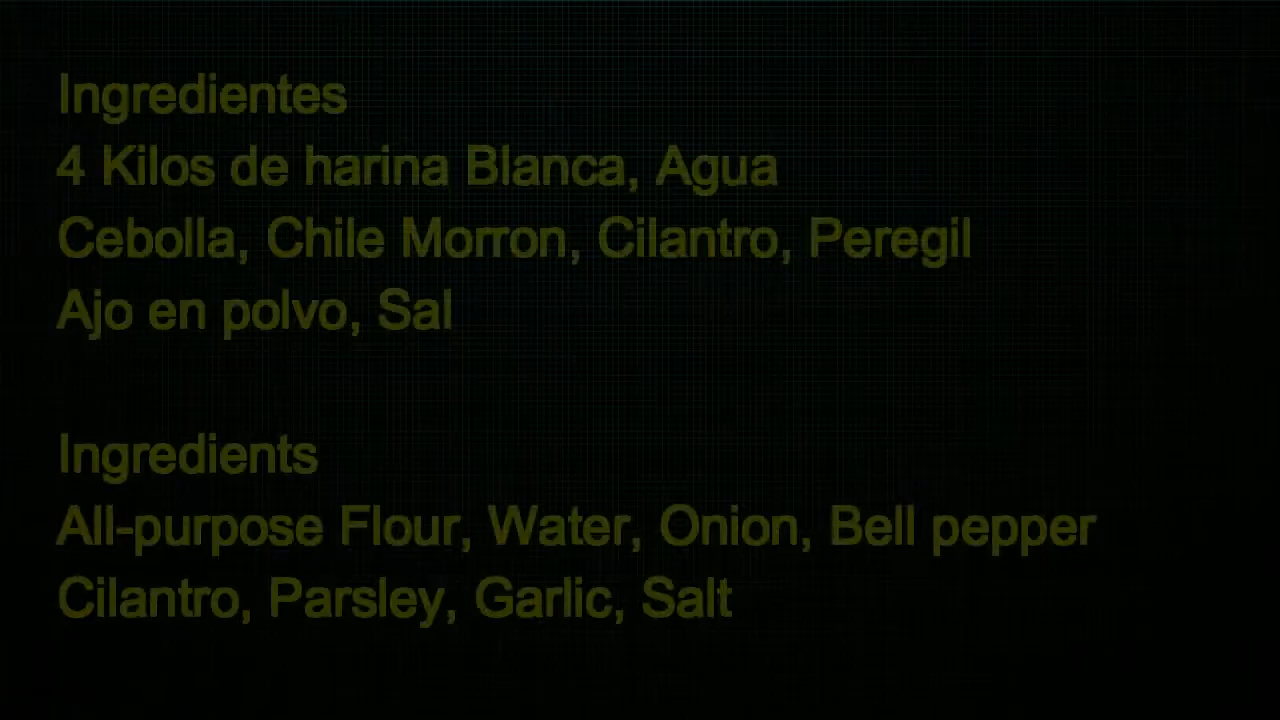 Ingredientes
4 Kilos de harina Blanca, Agua
Cebolla, Chile Morron, Cilantro, Peregil
Ajo en polvo, Sal
Ingredients
All-purpose Flour, Water, Onion, Bell pepper
Cilantro, Parsley, Garlic, Salt